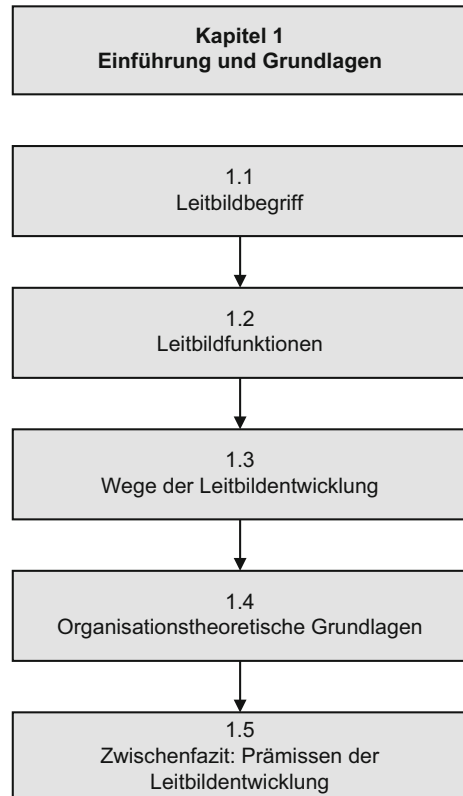 Kapitel 1
Einführung und Grundlagen
1.1
Leitbildbegriff
1.2
Leitbildfunktionen
1.3
Wege der Leitbildentwicklung
1.4
Organisationstheoretische Grundlagen
1.5
Zwischenfazit: Prämissen der
Leitbildentwicklung